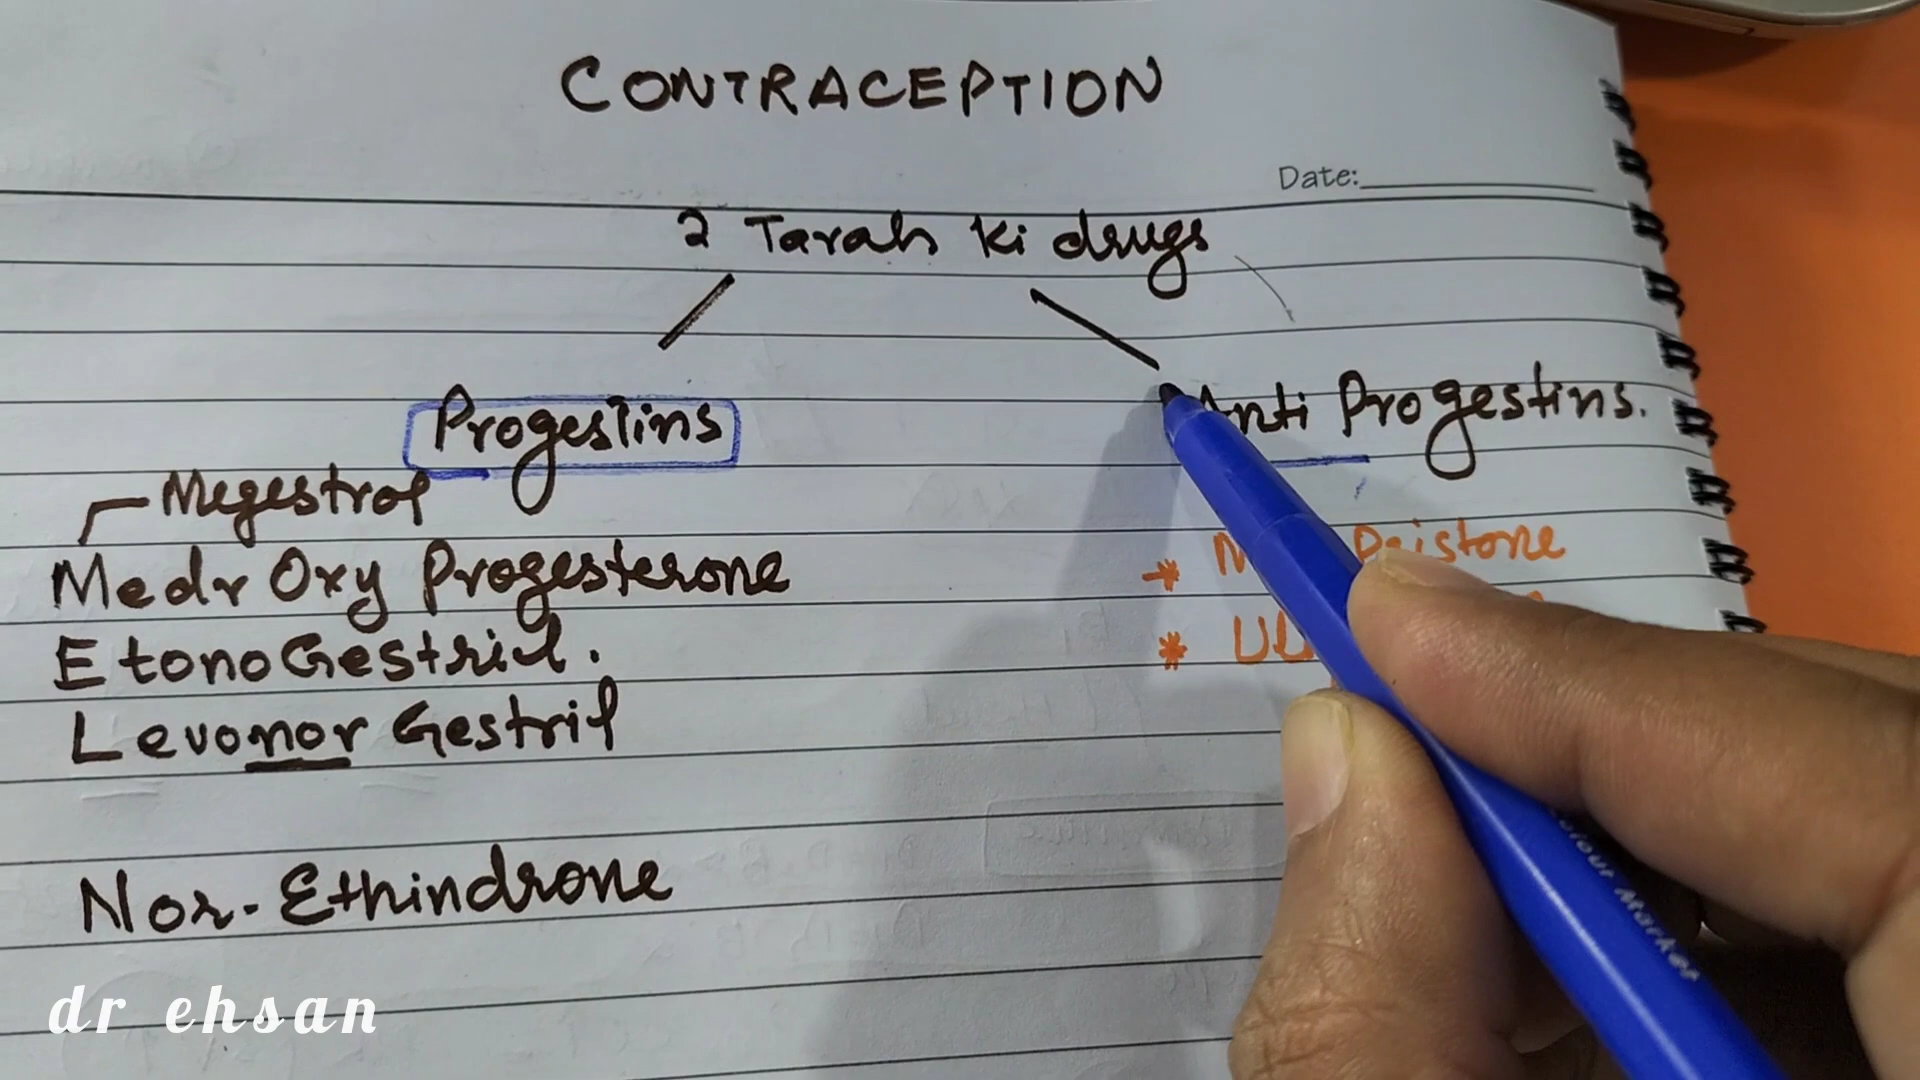 CONTRACEPTION
Date:
2 Tarah ki drugs
Progestins
Anti Progestins.
Megestrol
Medr Oxy Progesterone
EtonoGestril.
Levonor Gestril
Nor-Ethindrone
dr ehsan